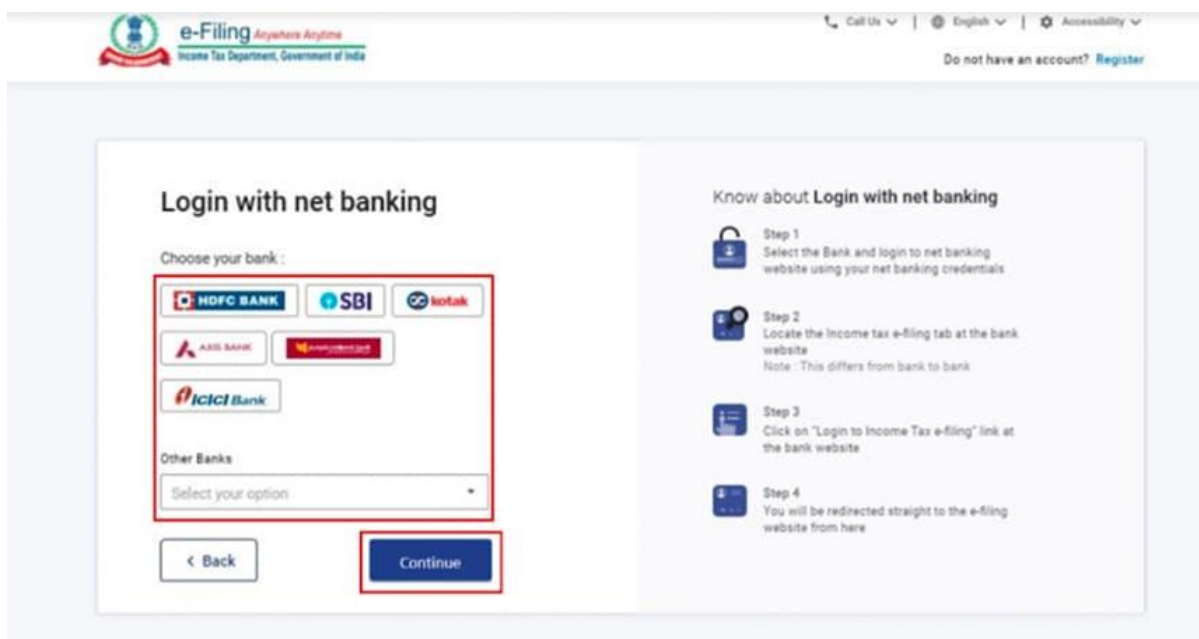 e-Filing Anywhere Anytime
Income Tax Department, Government of India
Call Us
English
Accessibility
Do not have an account? Register
Login with net banking
Choose your bank :
HDFC BANK
SBI
kotak
AXIS BANK
ICICI Bank
Other Banks
Select your option
< Back
Continue
Know about Login with net banking
Step 1
Select the Bank and login to net banking
website using your net banking credentials
Step 2
Locate the Income tax e-filing tab at the bank
website
Note : This differs from bank to bank
Step 3
Click on "Login to Income Tax e-filing" link at
the bank website
Step 4
You will be redirected straight to the e-filing
website from here